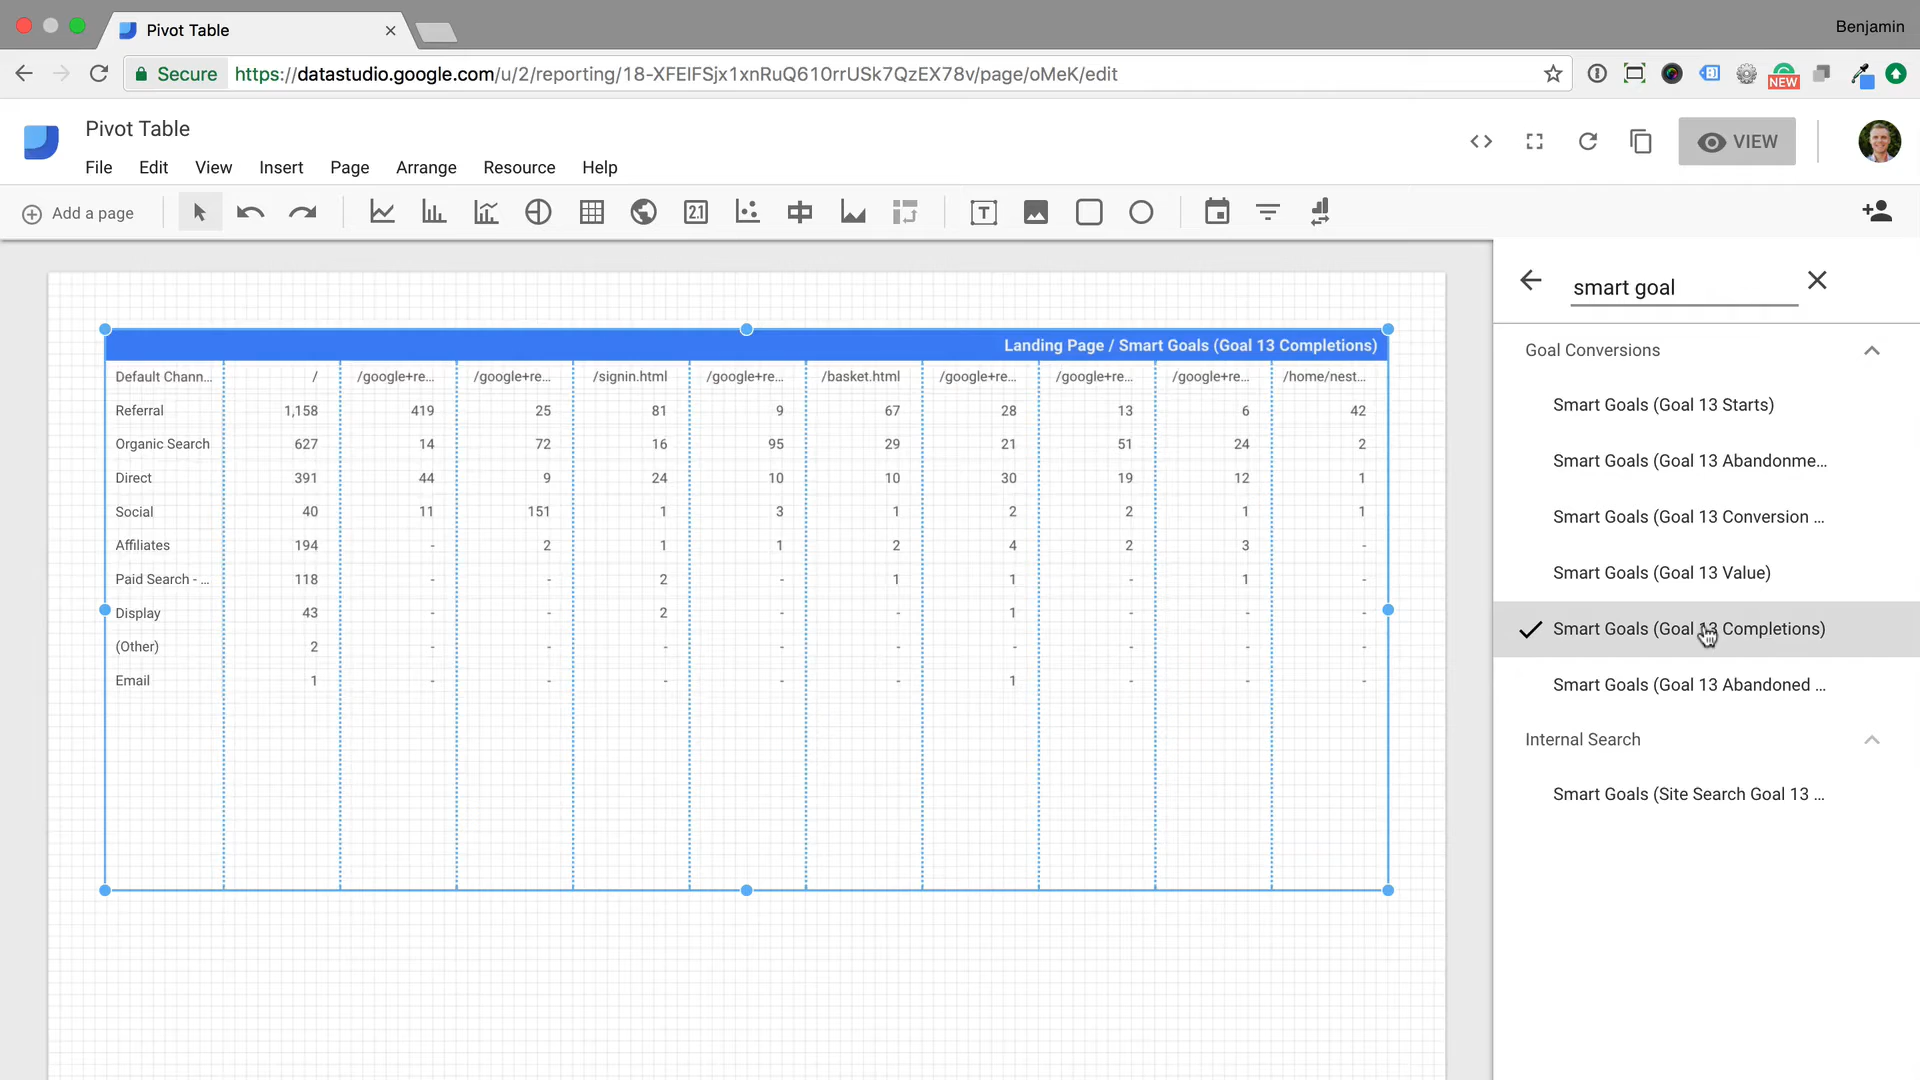 Pivot Table
Benjamin
Secure https://datastudio.google.com/u/2/reporting/18-XFElFSjx1xnRuQ610rrUSk7QzEX78v/page/oMeK/edit
NEW
Pivot Table
File Edit View Insert Page Arrange Resource Help
VIEW
Add a page
2.1
T
smart goal
Landing Page / Smart Goals (Goal 13 Completions)
Default Chann... / /google+re... /google+re... /signin.html /google+re... /basket.html /google+re... /google+re... /google+re... /home/nest...
Referral 1,158 419 25 81 9 67 28 13 6 42
Organic Search 627 14 72 16 95 29 21 51 24 2
Direct 391 44 9 24 10 10 30 19 12 1
Social 40 11 151 1 3 1 2 2 1 1
Affiliates 194 - 2 1 1 2 4 2 3 -
Paid Search - ... 118 - - 2 - 1 1 - 1 -
Display 43 - - 2 - - 1 - - -
(Other) 2 - - - - - - - - -
Email 1 - - - - - 1 - - -
Goal Conversions
Smart Goals (Goal 13 Starts)
Smart Goals (Goal 13 Abandonme...
Smart Goals (Goal 13 Conversion ...
Smart Goals (Goal 13 Value)
Smart Goals (Goal 13 Completions)
Smart Goals (Goal 13 Abandoned ...
Internal Search
Smart Goals (Site Search Goal 13 ...